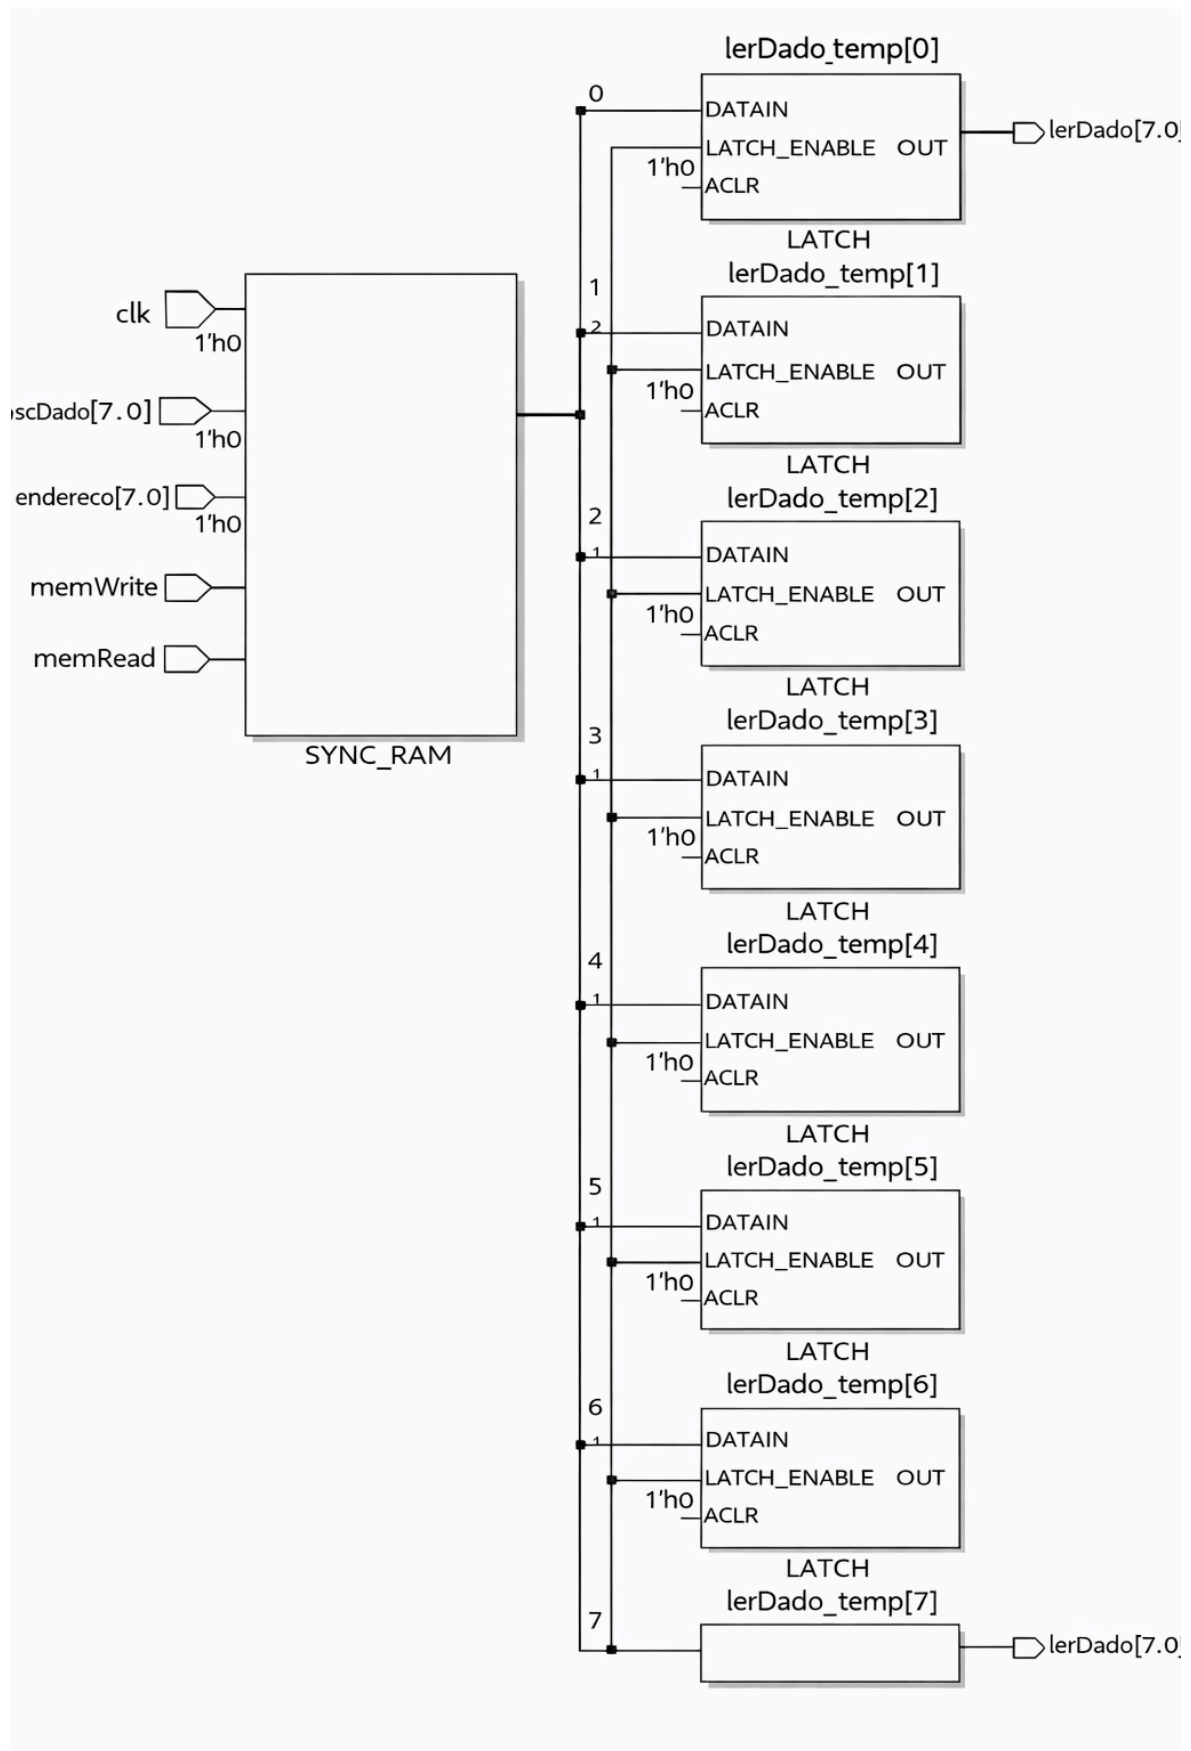 lerDado_temp[0]
0
DATAIN
LATCH_ENABLE OUT
1'h0
ACLR
lerDado[7.0]
LATCH
lerDado_temp[1]
1
2
DATAIN
LATCH_ENABLE OUT
1'h0
ACLR
LATCH
clk
1'h0
scDado[7.0]
1'h0
endereco[7.0]
1'h0
memWrite
memRead
SYNC_RAM
lerDado_temp[2]
2
1
DATAIN
LATCH_ENABLE OUT
1'h0
ACLR
LATCH
lerDado_temp[3]
3
1
DATAIN
LATCH_ENABLE OUT
1'h0
ACLR
LATCH
lerDado_temp[4]
4
1
DATAIN
LATCH_ENABLE OUT
1'h0
ACLR
LATCH
lerDado_temp[5]
5
1
DATAIN
LATCH_ENABLE OUT
1'h0
ACLR
LATCH
lerDado_temp[6]
6
1
DATAIN
LATCH_ENABLE OUT
1'h0
ACLR
LATCH
lerDado_temp[7]
7
lerDado[7.0]